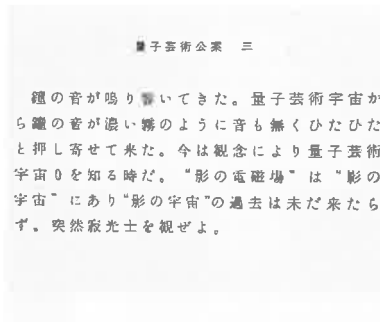 量子芸術公案 三
鐘の音が鳴り響いてきた。量子芸術宇宙か
ら鐘の音が濃い霧のように音も無くひたひた
と押し寄せて来た。今は観念により量子芸術
宇宙0を知る時だ。“影の電磁場”は“影の
宇宙”にあり“影の宇宙”の過去は未だ来たら
ず、突然寂光土を観ぜよ。